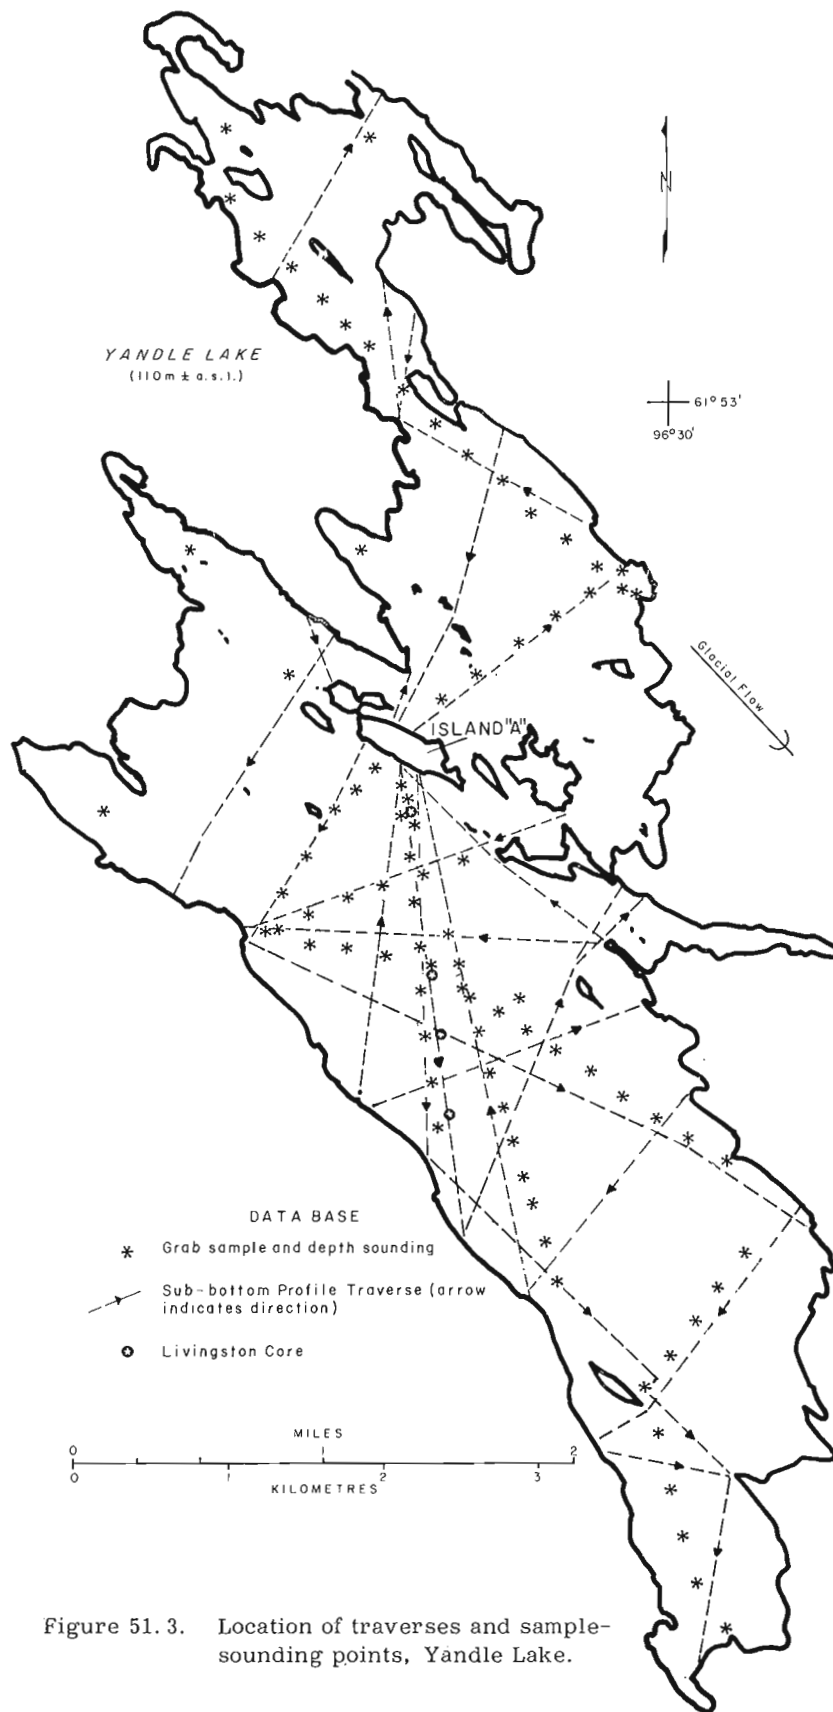 N
YANDLE LAKE
(110m ± a.s.l.)
61° 53'
96° 30'
Glacial Flow
ISLAND "A"
DATA BASE
Grab sample and depth sounding
Sub-bottom Profile Traverse (arrow
indicates direction)
Livingston Core
MILES
0 2
0 1 2 3
KILOMETRES
Figure 51.3. Location of traverses and sample-
sounding points, Yandle Lake.